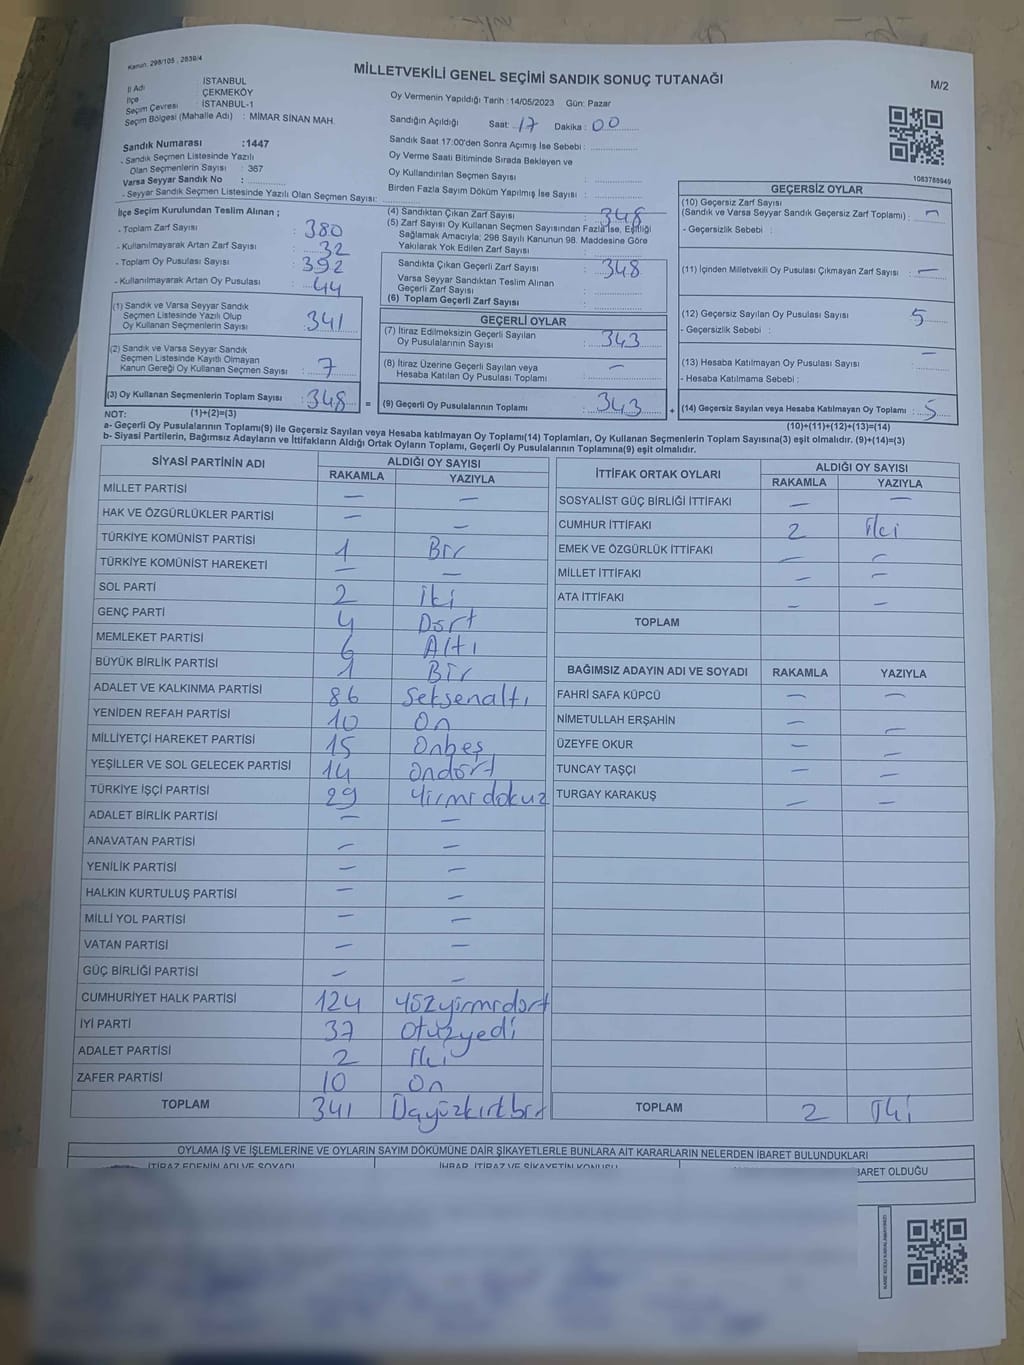 Kanun. 298/105 , 2839/4
MİLLETVEKİLİ GENEL SEÇİMİ SANDIK SONUÇ TUTANAĞI
M/2
İl Adı : İSTANBUL
İlçe : ÇEKMEKÖY
Seçim Çevresi : İSTANBUL-1
Seçim Bölgesi (Mahalle Adı) : MİMAR SİNAN MAH.
Sandık Numarası :1447
- Sandık Seçmen Listesinde Yazılı
Olan Seçmenlerin Sayısı : 367
Varsa Seyyar Sandık No :
- Seyyar Sandık Seçmen Listesinde Yazılı Olan Seçmen Sayısı:
Oy Vermenin Yapıldığı Tarih :14/05/2023 Gün: Pazar
Sandığın Açıldığı Saat: 17 Dakika: 00
Sandık Saat 17:00'den Sonra Açımış İse Sebebi :
Oy Verme Saati Bitiminde Sırada Bekleyen ve
Oy Kullandırılan Seçmen Sayısı :
Birden Fazla Sayım Döküm Yapılmış İse Sayısı :
1083788949
İlçe Seçim Kurulundan Teslim Alınan ;
- Toplam Zarf Sayısı : 380
- Kullanılmayarak Artan Zarf Sayısı : 32
- Toplam Oy Pusulası Sayısı : 392
- Kullanılmayarak Artan Oy Pusulası : 44
(1) Sandık ve Varsa Seyyar Sandık
Seçmen Listesinde Yazılı Olup
Oy Kullanan Seçmenlerin Sayısı : 341
(2) Sandık ve Varsa Seyyar Sandık
Seçmen Listesinde Kayıtlı Olmayan
Kanun Gereği Oy Kullanan Seçmen Sayısı : 7
(3) Oy Kullanan Seçmenlerin Toplam Sayısı : 348 =
(4) Sandıktan Çıkan Zarf Sayısı : 348
(5) Zarf Sayısı Oy Kullanan Seçmen Sayısından Fazla İse, Eşitliği
Sağlamak Amacıyla; 298 Sayılı Kanunun 98. Maddesine Göre
Yakılarak Yok Edilen Zarf Sayısı :
Sandıkta Çıkan Geçerli Zarf Sayısı : 348
Varsa Seyyar Sandıktan Teslim Alınan
Geçerli Zarf Sayısı :
(6) Toplam Geçerli Zarf Sayısı :
GEÇERLİ OYLAR
(7) İtiraz Edilmeksizin Geçerli Sayılan
Oy Pusulalarının Sayısı : 343
(8) İtiraz Üzerine Geçerli Sayılan veya
Hesaba Katılan Oy Pusulası Toplamı : —
(9) Geçerli Oy Pusulalarının Toplamı : 343 +
GEÇERSİZ OYLAR
(10) Geçersiz Zarf Sayısı
(Sandık ve Varsa Seyyar Sandık Geçersiz Zarf Toplamı) : —
- Geçersizlik Sebebi :
(11) İçinden Milletvekili Oy Pusulası Çıkmayan Zarf Sayısı : —
(12) Geçersiz Sayılan Oy Pusulası Sayısı : 5
- Geçersizlik Sebebi :
(13) Hesaba Katılmayan Oy Pusulası Sayısı : —
- Hesaba Katılmama Sebebi :
(14) Geçersiz Sayılan veya Hesaba Katılmayan Oy Toplamı : 5
NOT: (1)+(2)=(3)
(10)+(11)+(12)+(13)=(14)
a- Geçerli Oy Pusulalarının Toplamı(9) ile Geçersiz Sayılan veya Hesaba katılmayan Oy Toplamı(14) Toplamları, Oy Kullanan Seçmenlerin Toplam Sayısına(3) eşit olmalıdır. (9)+(14)=(3)
b- Siyasi Partilerin, Bağımsız Adayların ve İttifakların Aldığı Ortak Oyların Toplamı, Geçerli Oy Pusulalarının Toplamına(9) eşit olmalıdır.
SİYASİ PARTİNİN ADI ALDIĞI OY SAYISI
RAKAMLA YAZIYLA
MİLLET PARTİSİ — —
HAK VE ÖZGÜRLÜKLER PARTİSİ — —
TÜRKİYE KOMÜNİST PARTİSİ 1 Bir
TÜRKİYE KOMÜNİST HAREKETİ — —
SOL PARTİ 2 İki
GENÇ PARTİ 4 Dört
MEMLEKET PARTİSİ 6 Altı
BÜYÜK BİRLİK PARTİSİ 1 Bir
ADALET VE KALKINMA PARTİSİ 86 Seksenaltı
YENİDEN REFAH PARTİSİ 10 On
MİLLİYETÇİ HAREKET PARTİSİ 15 Onbeş
YEŞİLLER VE SOL GELECEK PARTİSİ 14 Ondört
TÜRKİYE İŞÇİ PARTİSİ 29 Yirmi dokuz
ADALET BİRLİK PARTİSİ — —
ANAVATAN PARTİSİ — —
YENİLİK PARTİSİ — —
HALKIN KURTULUŞ PARTİSİ — —
MİLLİ YOL PARTİSİ — —
VATAN PARTİSİ — —
GÜÇ BİRLİĞİ PARTİSİ — —
CUMHURİYET HALK PARTİSİ 124 Yüzyirmidört
İYİ PARTİ 37 Otuzyedi
ADALET PARTİSİ 2 İki
ZAFER PARTİSİ 10 On
TOPLAM 341 Üçyüzkırkbir
İTTİFAK ORTAK OYLARI ALDIĞI OY SAYISI
RAKAMLA YAZIYLA
SOSYALİST GÜÇ BİRLİĞİ İTTİFAKI — —
CUMHUR İTTİFAKI 2 İki
EMEK VE ÖZGÜRLÜK İTTİFAKI — —
MİLLET İTTİFAKI — —
ATA İTTİFAKI — —
TOPLAM
BAĞIMSIZ ADAYIN ADI VE SOYADI RAKAMLA YAZIYLA
FAHRİ SAFA KÜPCÜ — —
NİMETULLAH ERŞAHİN — —
ÜZEYFE OKUR — —
TUNCAY TAŞÇI — —
TURGAY KARAKUŞ — —
TOPLAM 2 İki
OYLAMA İŞ VE İŞLEMLERİNE VE OYLARIN SAYIM DÖKÜMÜNE DAİR ŞİKAYETLERLE BUNLARA AİT KARARLARIN NELERDEN İBARET BULUNDUKLARI
İTİRAZ EDENİN ADI VE SOYADI İHBAR, İTİRAZ VE ŞİKAYETİN KONUSU BARET OLDUĞU